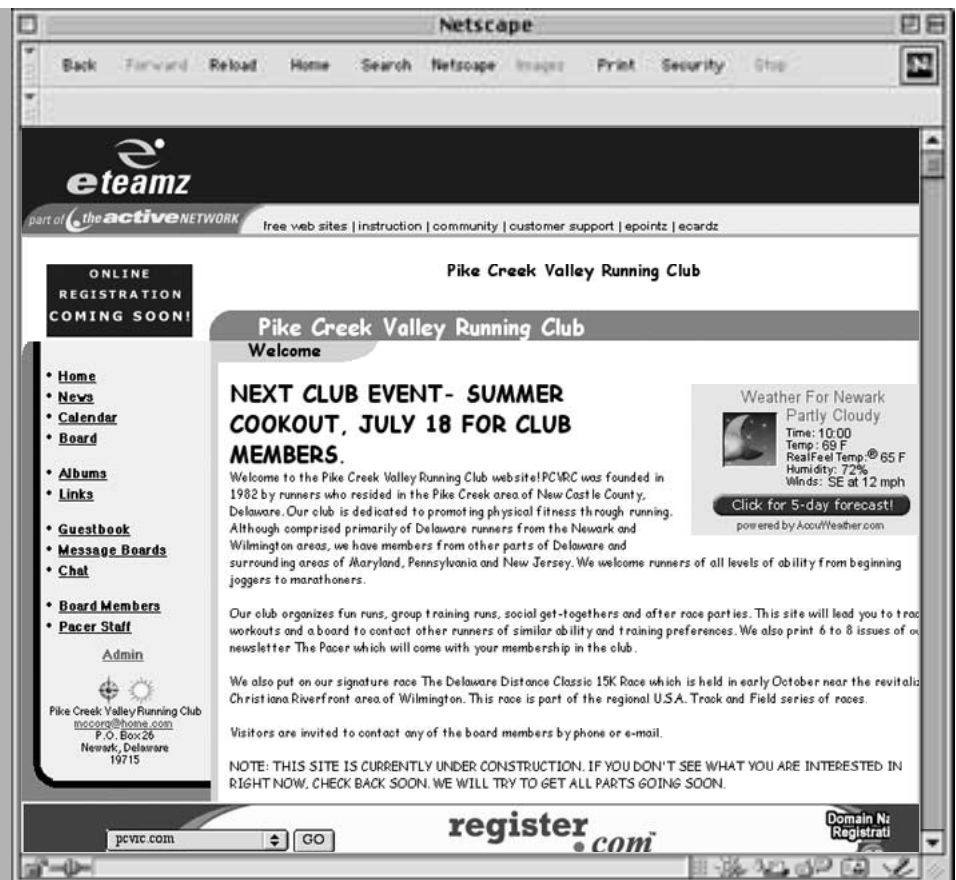 Netscape
Back Forward Reload Home Search Netscape Images Print Security Stop
eteamz
part of the activeNETWORK
free web sites | instruction | community | customer support | epointz | ecardz
ONLINE
REGISTRATION
COMING SOON!
Pike Creek Valley Running Club
Pike Creek Valley Running Club
Welcome
• Home
• News
• Calendar
• Board
• Albums
• Links
• Guestbook
• Message Boards
• Chat
• Board Members
• Pacer Staff
Admin
Pike Creek Valley Running Club
mccorq@home.com
P.O. Box 26
Newark, Delaware
19715
NEXT CLUB EVENT- SUMMER
COOKOUT, JULY 18 FOR CLUB
MEMBERS.
Weather For Newark
Partly Cloudy
Time: 10:00
Temp: 69 F
RealFeel Temp:® 65 F
Humidity: 72%
Winds: SE at 12 mph
Click for 5-day forecast!
powered by AccuWeather.com
Welcome to the Pike Creek Valley Running Club website! PCVRC was founded in
1982 by runners who resided in the Pike Creek area of New Castle County,
Delaware. Our club is dedicated to promoting physical fitness through running.
Although comprised primarily of Delaware runners from the Newark and
Wilmington areas, we have members from other parts of Delaware and
surrounding areas of Maryland, Pennsylvania and New Jersey. We welcome runners of all levels of ability from beginning
joggers to marathoners.
Our club organizes fun runs, group training runs, social get-togethers and after race parties. This site will lead you to trac
workouts and a board to contact other runners of similar ability and training preferences. We also print 6 to 8 issues of ou
newsletter The Pacer which will come with your membership in the club.
We also put on our signature race The Delaware Distance Classic 15K Race which is held in early October near the revitaliz
Christiana Riverfront area of Wilmington. This race is part of the regional U.S.A. Track and Field series of races.
Visitors are invited to contact any of the board members by phone or e-mail.
NOTE: THIS SITE IS CURRENTLY UNDER CONSTRUCTION. IF YOU DON'T SEE WHAT YOU ARE INTERESTED IN
RIGHT NOW, CHECK BACK SOON. WE WILL TRY TO GET ALL PARTS GOING SOON.
pcvrc.com GO
register.com™
Domain Na
Registrati